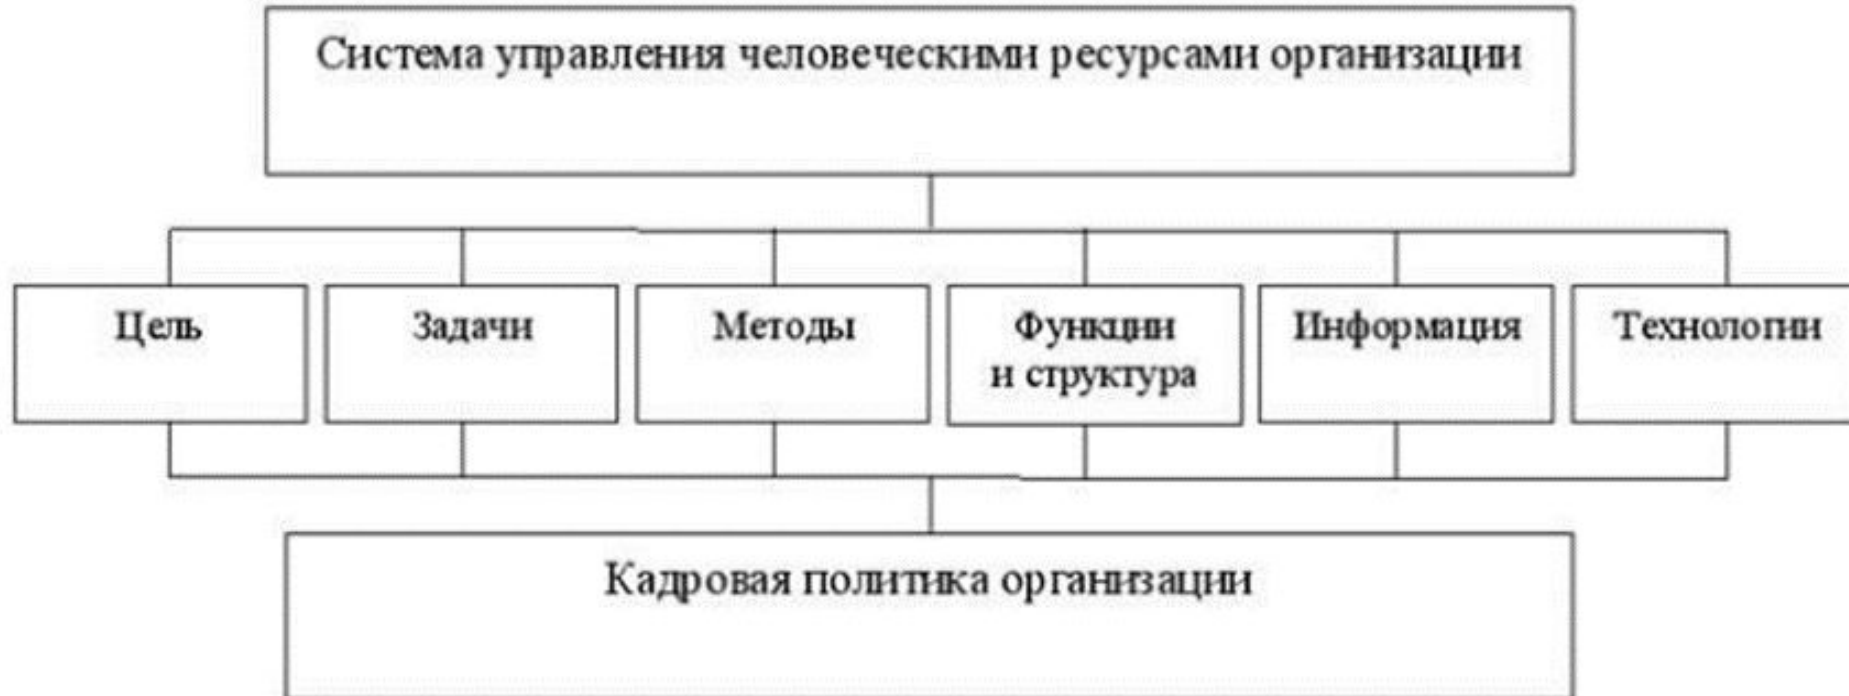 Система управления человеческими ресурсами организации
Цель
Задачи
Методы
Функции
и структура
Информация
Технологии
Кадровая политика организации